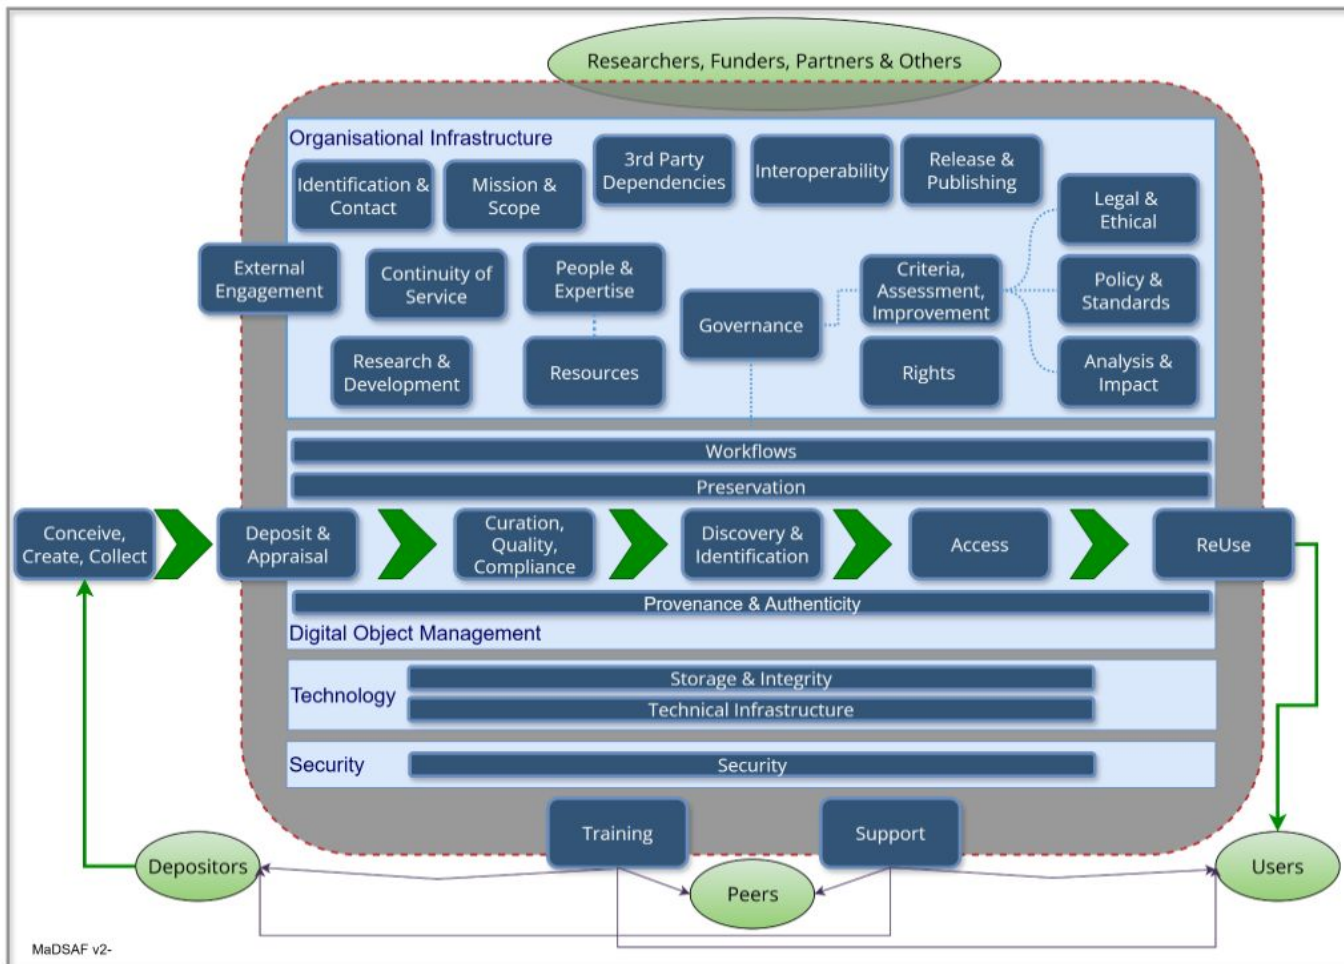 Researchers, Funders, Partners & Others
Organisational Infrastructure
Identification &
Contact
Mission &
Scope
3rd Party
Dependencies
Interoperability
Release &
Publishing
Legal &
Ethical
External
Engagement
Continuity of
Service
People &
Expertise
Governance
Criteria,
Assessment,
Improvement
Policy &
Standards
Research &
Development
Resources
Rights
Analysis &
Impact
Workflows
Preservation
Conceive,
Create, Collect
Deposit &
Appraisal
Curation,
Quality,
Compliance
Discovery &
Identification
Access
ReUse
Provenance & Authenticity
Digital Object Management
Technology
Storage & Integrity
Technical Infrastructure
Security
Security
Training
Support
Depositors
Peers
Users
MaDSAF v2-